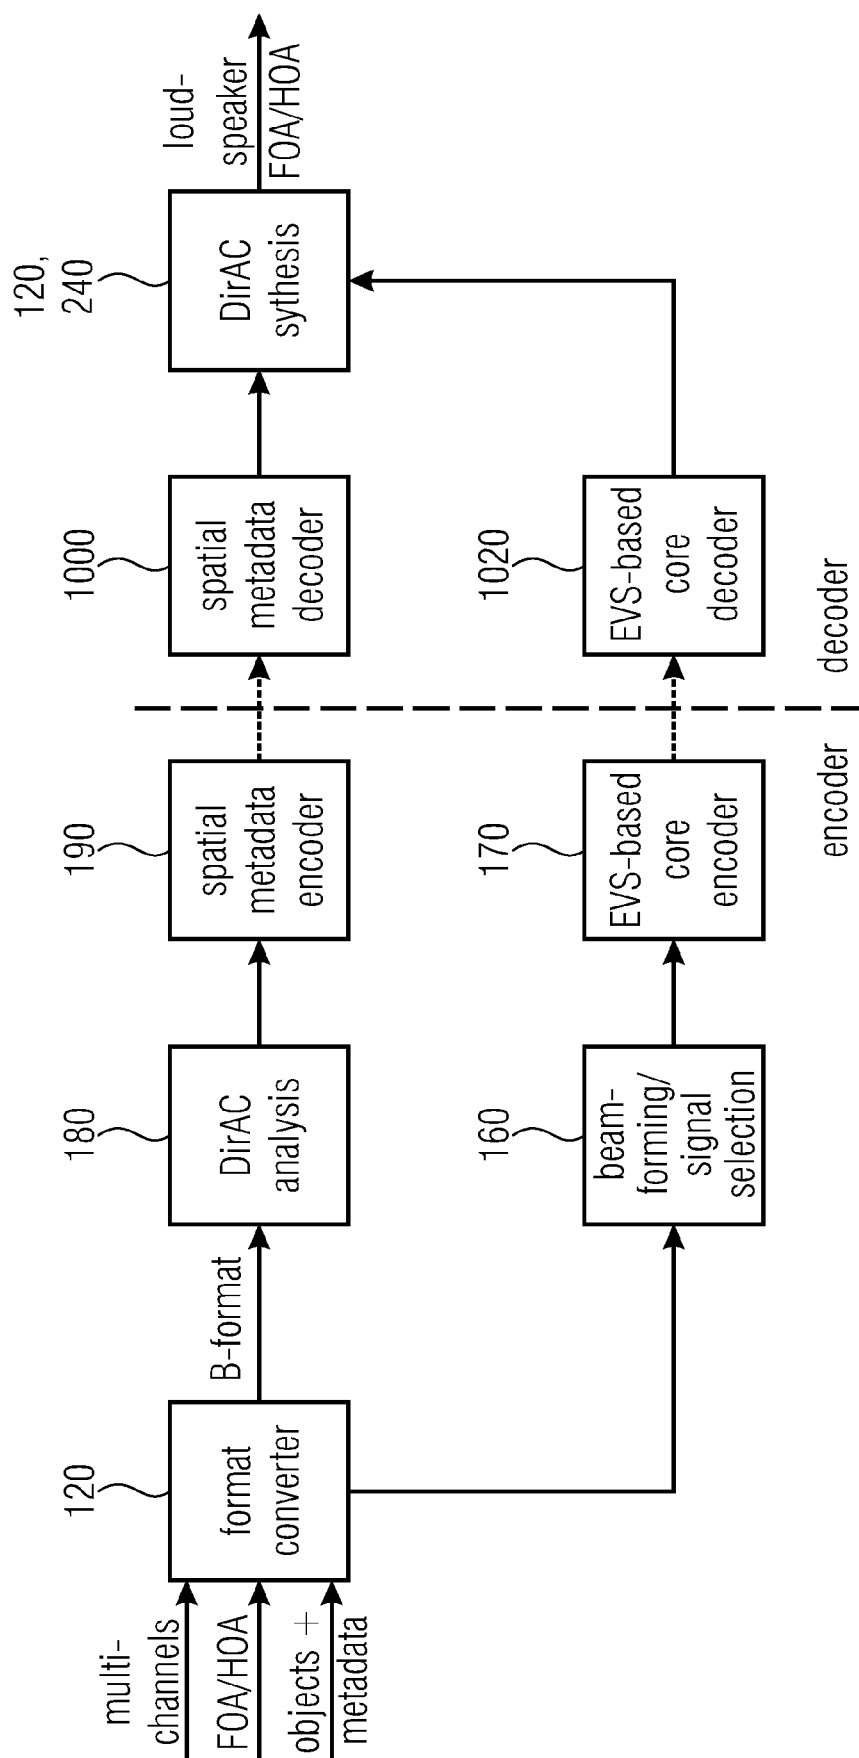 multi-
channels
FOA/HOA
objects +
metadata
120
format
converter
B-format
180
DirAC
analysis
190
spatial
metadata
encoder
1000
spatial
metadata
decoder
120,
240
DirAC
sythesis
loud-
speaker
FOA/HOA
160
beam-
forming/
signal
selection
170
EVS-based
core
encoder
1020
EVS-based
core
decoder
encoder
decoder